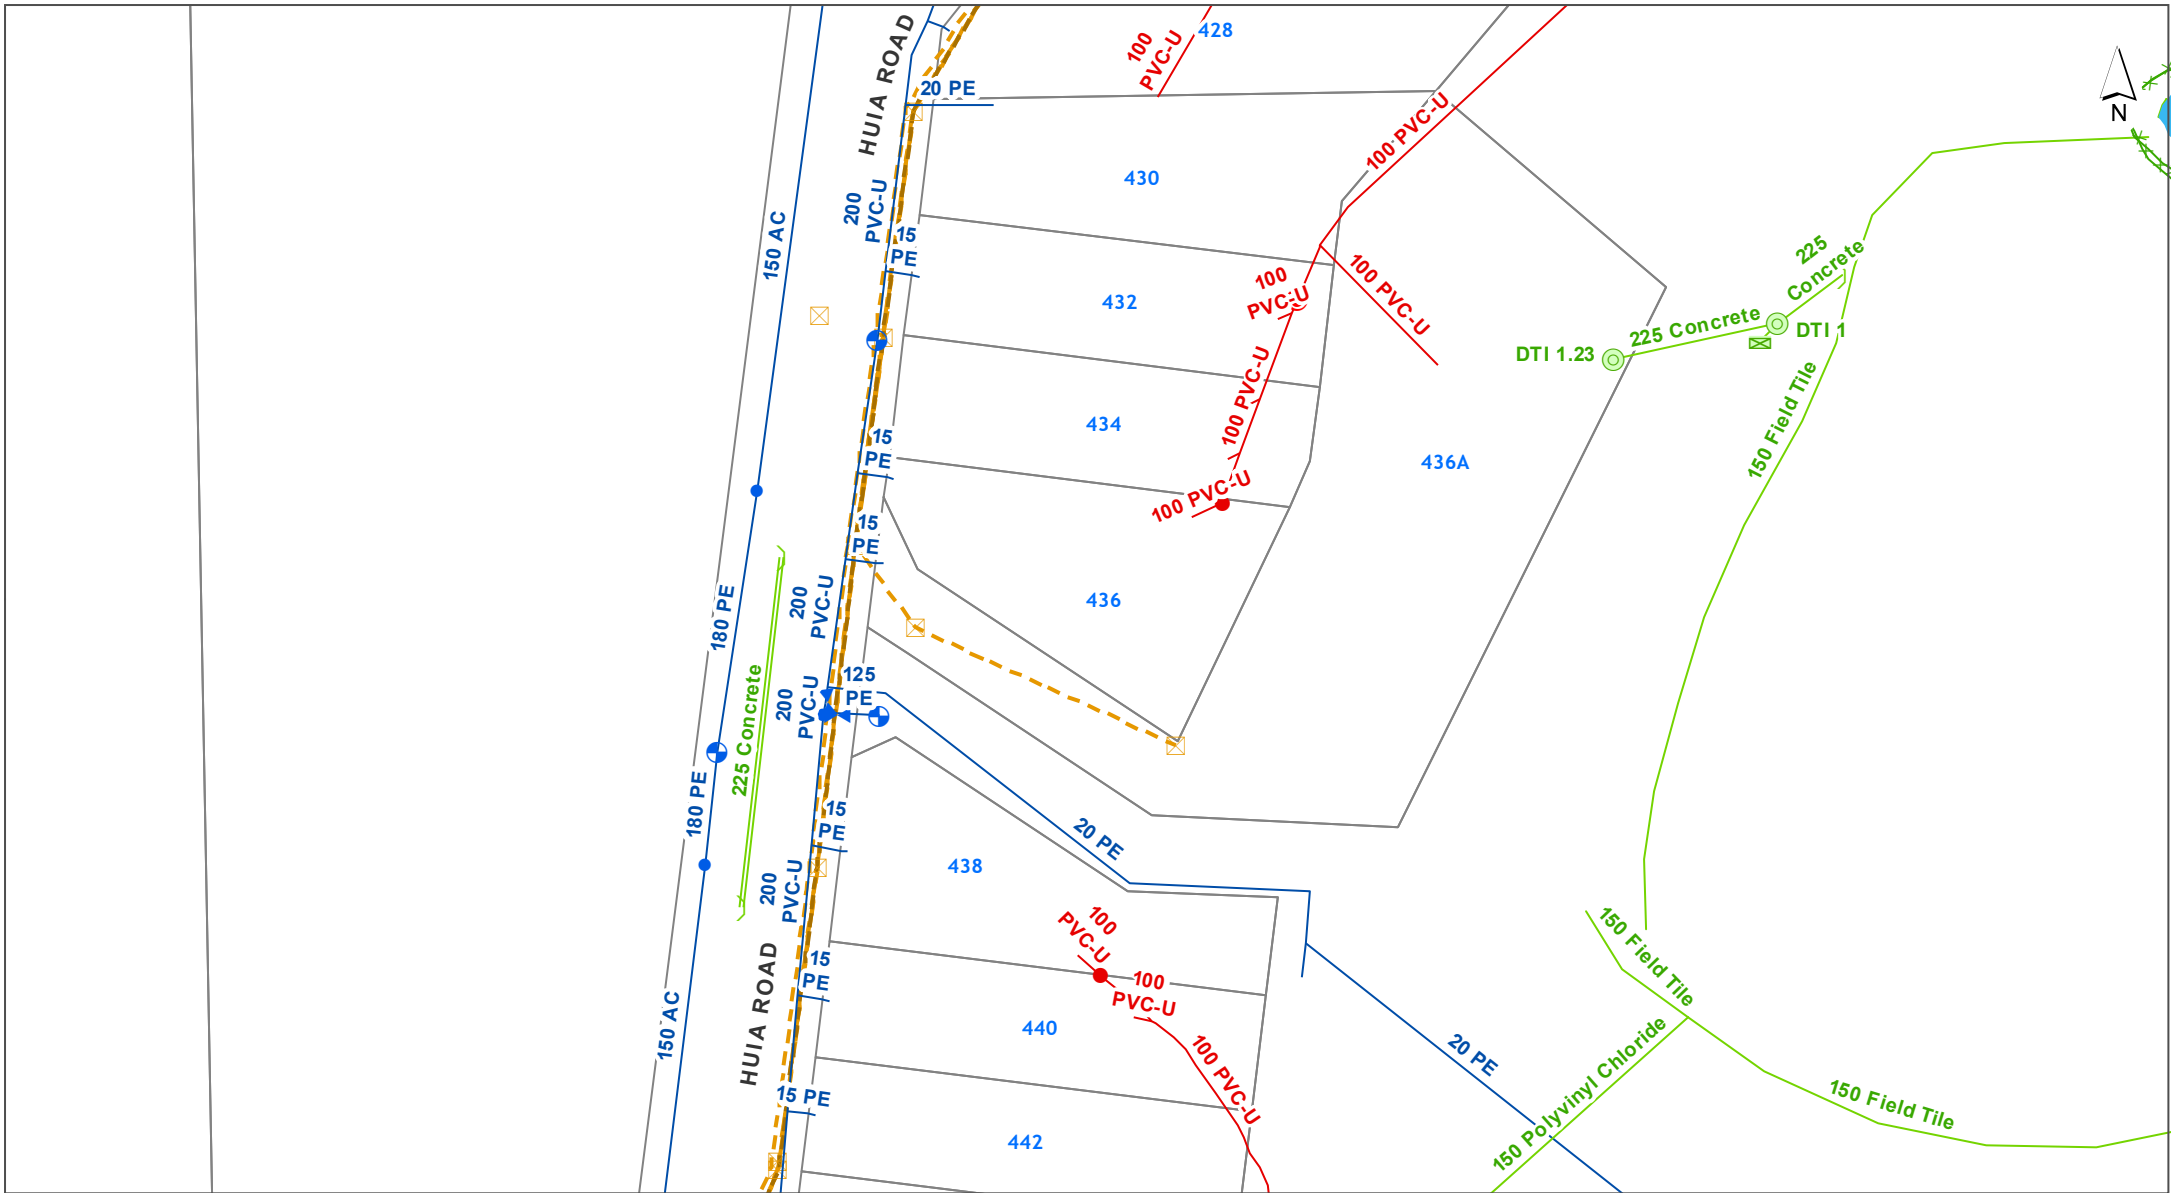 HUIA ROAD
428
100
PVC-U
20 PE
N
100 PVC-U
430
200
PVC-U
150 AC
15
PE
225
Concrete
100
PVC-U
100 PVC-U
432
225 Concrete
DTI 1
DTI 1.23
100 PVC-U
434
15
PE
436A
150 Field Tile
100 PVC-U
15
PE
436
200
PVC-U
180 PE
125
PE
200
PVC-U
225 Concrete
180 PE
15
PE
20 PE
438
200
PVC-U
100
PVC-U
150 Field Tile
HUIA ROAD
15
PE
100
PVC-U
150 AC
440
100 PVC-U
20 PE
150 Polyvinyl Chloride
15 PE
150 Field Tile
442